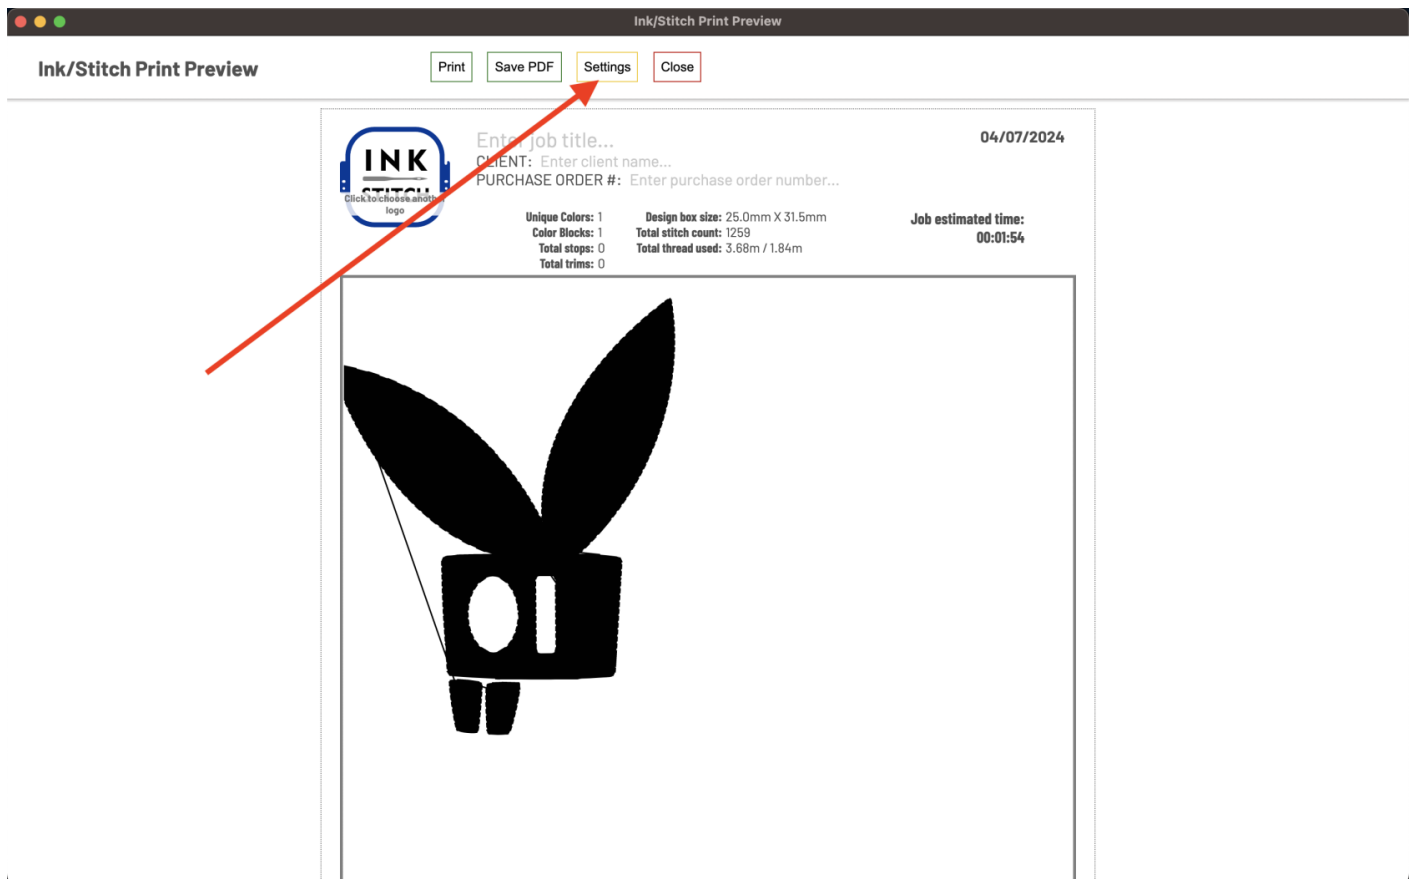 Ink/Stitch Print Preview
Ink/Stitch Print Preview
Print
Save PDF
Settings
Close
INK
STITCH
Click to choose another
logo
Enter job title...
CLIENT: Enter client name...
PURCHASE ORDER #: Enter purchase order number...
04/07/2024
Unique Colors: 1
Color Blocks: 1
Total stops: 0
Total trims: 0
Design box size: 25.0mm X 31.5mm
Total stitch count: 1259
Total thread used: 3.68m / 1.84m
Job estimated time:
00:01:54